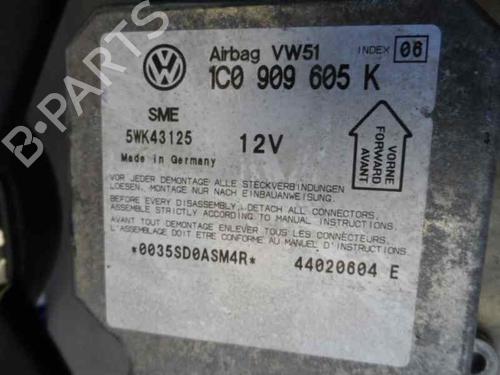 Airbag VW51 INDEX 06
1C0 909 605 K
SME
5WK43125 12V
Made in Germany
VORNE
FORWARD
AVANT
VOR JEDER DEMONTAGE ALLE STECKVERBINDUNGEN
LOESEN, MONTAGE NUR NACH EINBAUANWEISUNG.
BEFORE EVERY DISASSEMBLY, DETACH ALL CONNECTORS,
ASSEMBLE STRICTLY ACCORDING TO MANUAL INSTRUCTIONS.
AVANT TOUT DEMONTAGE ENLEVER TOUS LES CONNECTEURS
L'ASSEMBLAGE DOIT ETRE CONFORME AU MANUEL D'INSTRUCTIONS
*0035SD0ASM4R* 44020604 E